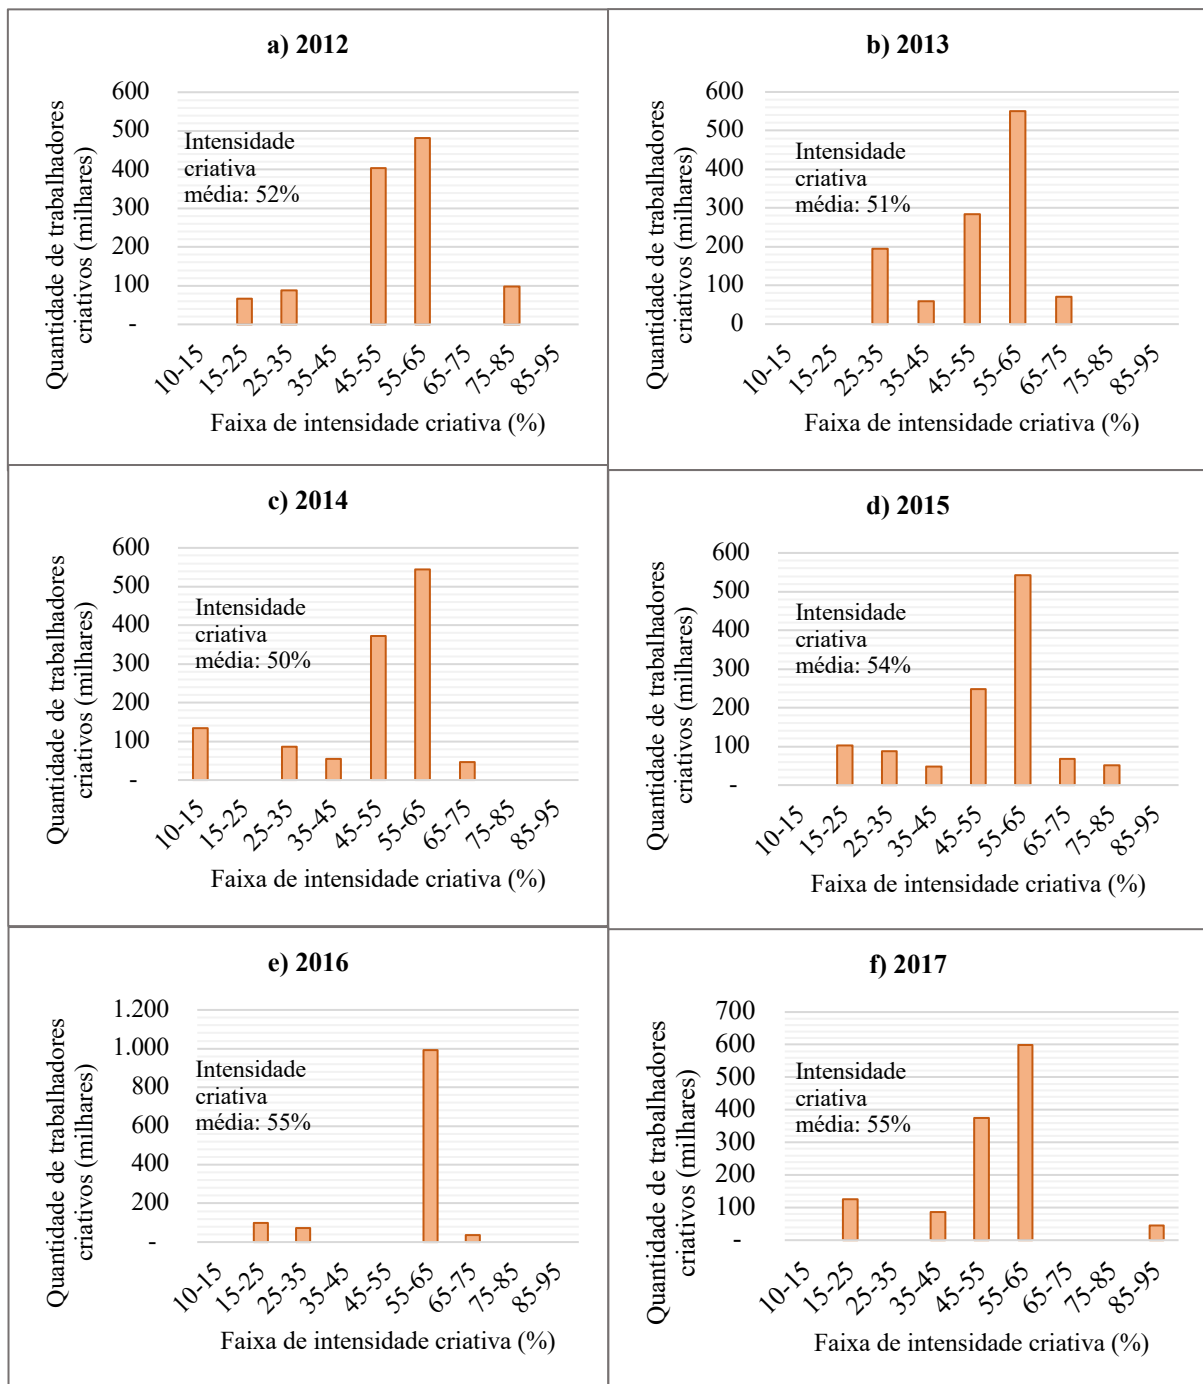 a) 2012
Quantidade de trabalhadores
criativos (milhares)
600
500
400
300
200
100
-
Intensidade
criativa
média: 52%
10-15
15-25
25-35
35-45
45-55
55-65
65-75
75-85
85-95
Faixa de intensidade criativa (%)
b) 2013
Quantidade de trabalhadores
criativos (milhares)
600
500
400
300
200
100
0
Intensidade
criativa
média: 51%
10-15
15-25
25-35
35-45
45-55
55-65
65-75
75-85
85-95
Faixa de intensidade criativa (%)
c) 2014
Quantidade de trabalhadores
criativos (milhares)
600
500
400
300
200
100
-
Intensidade
criativa
média: 50%
10-15
15-25
25-35
35-45
45-55
55-65
65-75
75-85
85-95
Faixa de intensidade criativa (%)
d) 2015
Quantidade de trabalhadores
criativos (milhares)
600
500
400
300
200
100
-
Intensidade
criativa
média: 54%
10-15
15-25
25-35
35-45
45-55
55-65
65-75
75-85
85-95
Faixa de intensidade criativa (%)
e) 2016
Quantidade de trabalhadores
criativos (milhares)
1.200
1.000
800
600
400
200
-
Intensidade
criativa
média: 55%
10-15
15-25
25-35
35-45
45-55
55-65
65-75
75-85
85-95
Faixa de intensidade criativa (%)
f) 2017
Quantidade de trabalhadores
criativos (milhares)
700
600
500
400
300
200
100
-
Intensidade
criativa
média: 55%
10-15
15-25
25-35
35-45
45-55
55-65
65-75
75-85
85-95
Faixa de intensidade criativa (%)